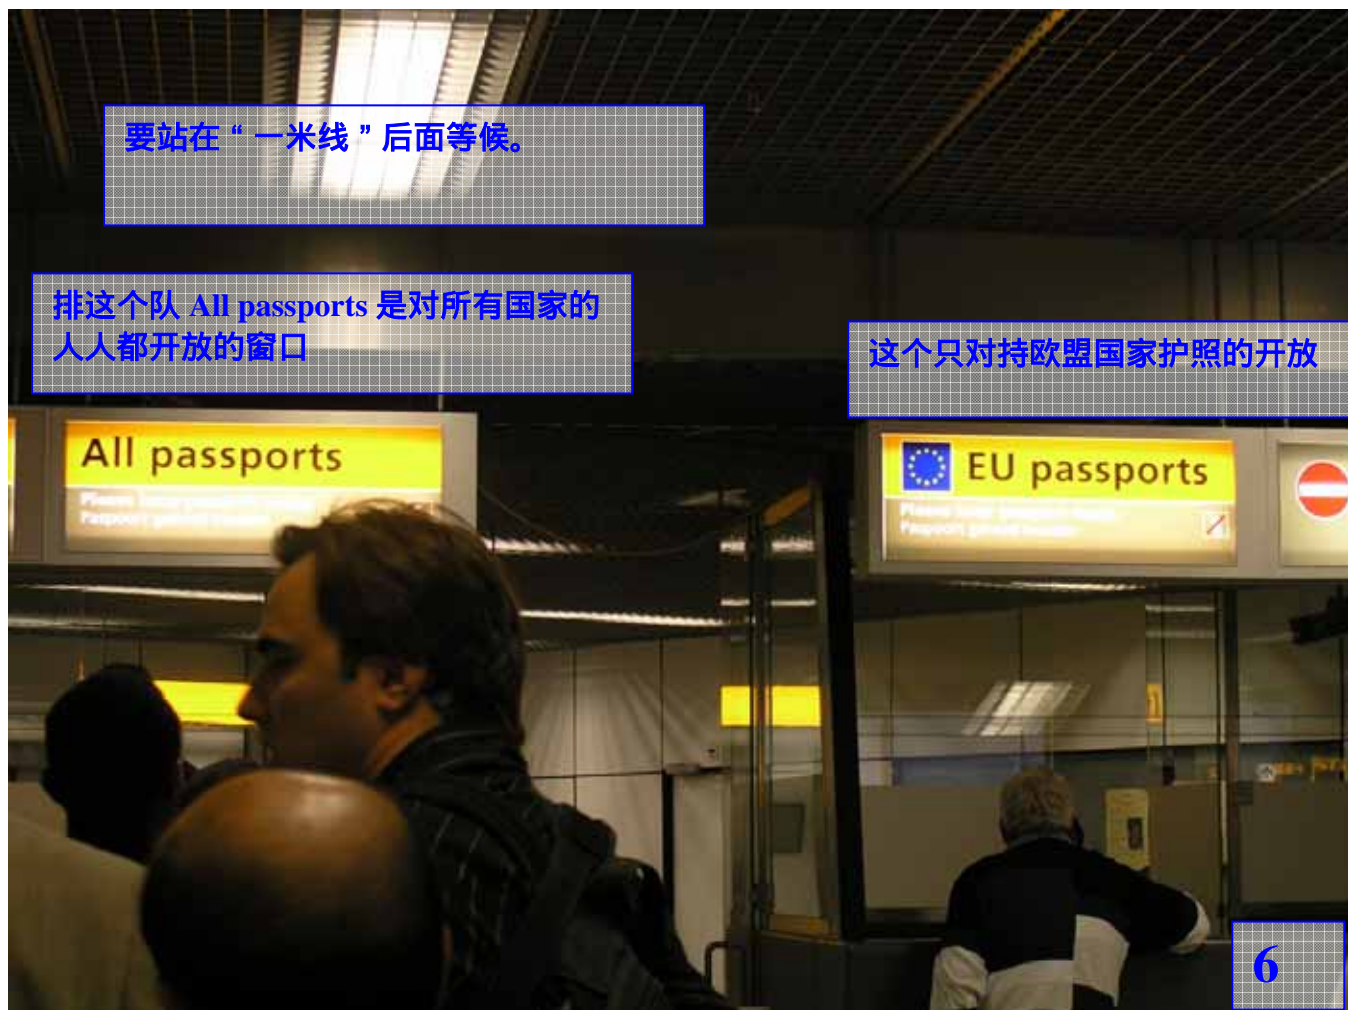 要站在“一米线”后面等候。
排这个队 All passports 是对所有国家的
人人都开放的窗口
这个只对持欧盟国家护照的开放
All passports
EU passports
6